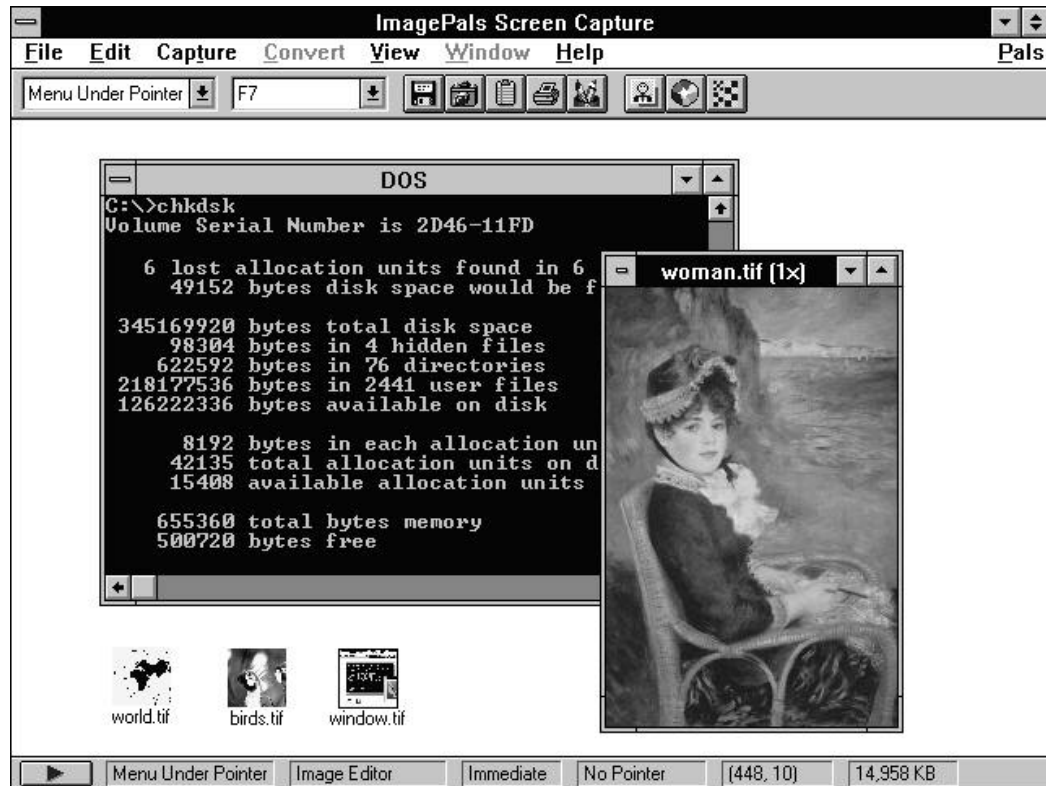 ImagePals Screen Capture
File Edit Capture Convert View Window Help Pals
Menu Under Pointer F7
DOS
C:\>chkdsk
Volume Serial Number is 2D46-11FD
6 lost allocation units found in 6
49152 bytes disk space would be f
345169920 bytes total disk space
98304 bytes in 4 hidden files
622592 bytes in 76 directories
218177536 bytes in 2441 user files
126222336 bytes available on disk
8192 bytes in each allocation un
42135 total allocation units on d
15408 available allocation units
655360 total bytes memory
500720 bytes free
woman.tif (1x)
world.tif birds.tif window.tif
Menu Under Pointer Image Editor Immediate No Pointer (448, 10) 14,958 KB